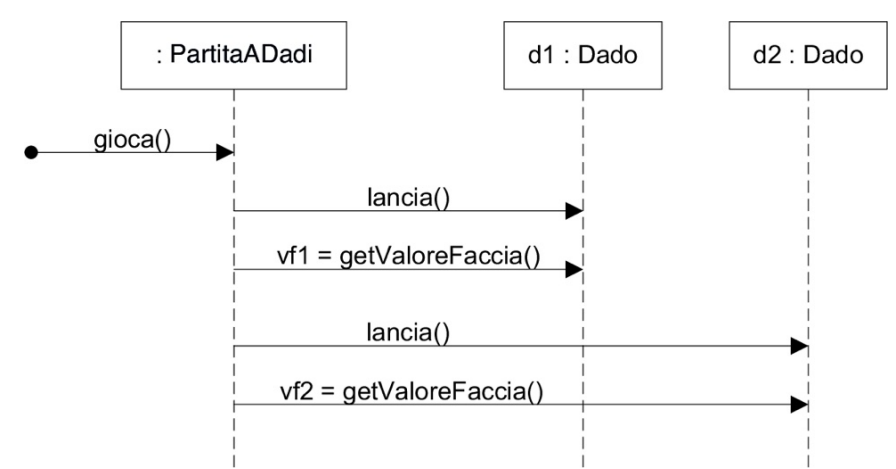 : PartitaADadi
d1 : Dado
d2 : Dado
gioca()
lancia()
vf1 = getValoreFaccia()
lancia()
vf2 = getValoreFaccia()